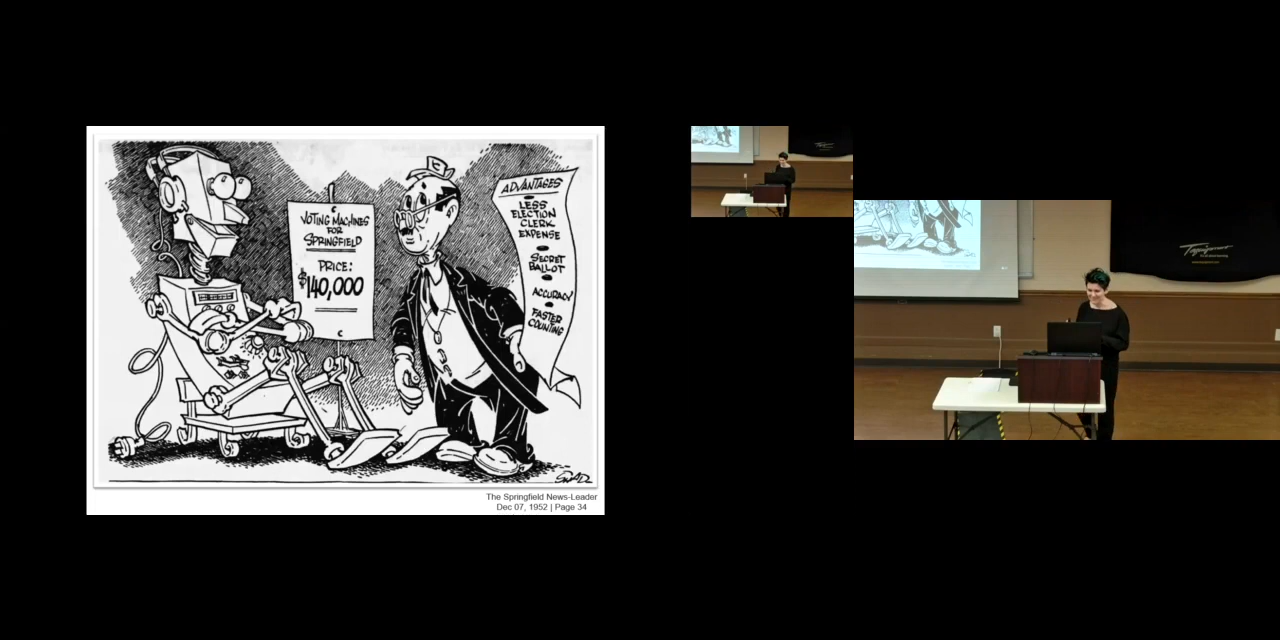 VOTING MACHINES
FOR
SPRINGFIELD
PRICE:
$140,000
ADVANTAGES
LESS
ELECTION
CLERK
EXPENSE
SECRET
BALLOT
ACCURACY
FASTER
COUNTING
The Springfield News-Leader
Dec 07, 1952 | Page 34